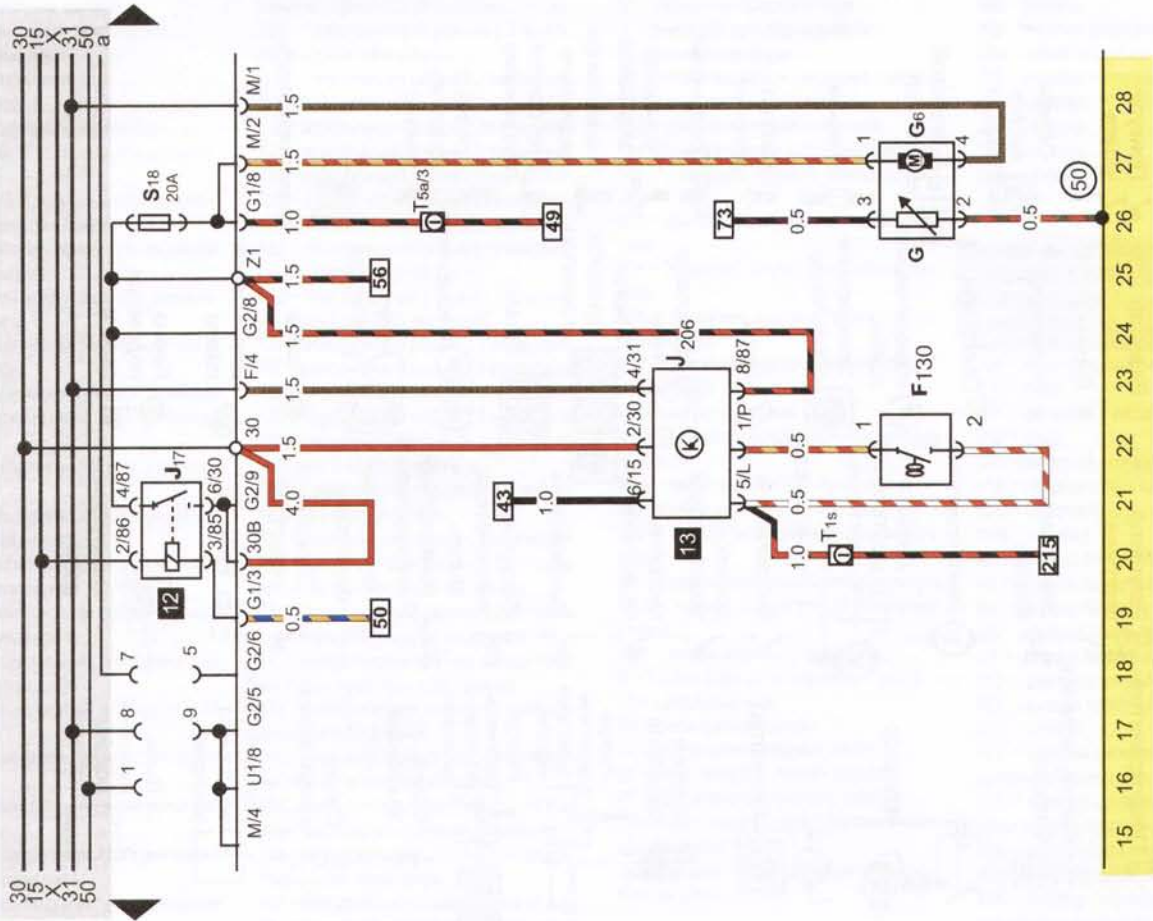 30 30
15 15
X X
31 31
50 50
a
1 8 7 2/86 4/87
12 J17 S18
20A
9 5 3/85 6/30
M/4 U1/8 G2/5 G2/6 G1/3 30B G2/9 30 F/4 G2/8 Z1 G1/8 M/2 M/1
0.5 4.0 1.5 1.5 1.5 1.5 1.0 1.5 1.5
50 56
T5a/3
43 49
1.0
6/15 2/30 4/31
13 K J206
5/L 1/P 8/87 73
1.0 0.5 0.5 0.5
T1s
1 3 1
F130 G M G6
2 2 4
215 0.5
50
15 16 17 18 19 20 21 22 23 24 25 26 27 28